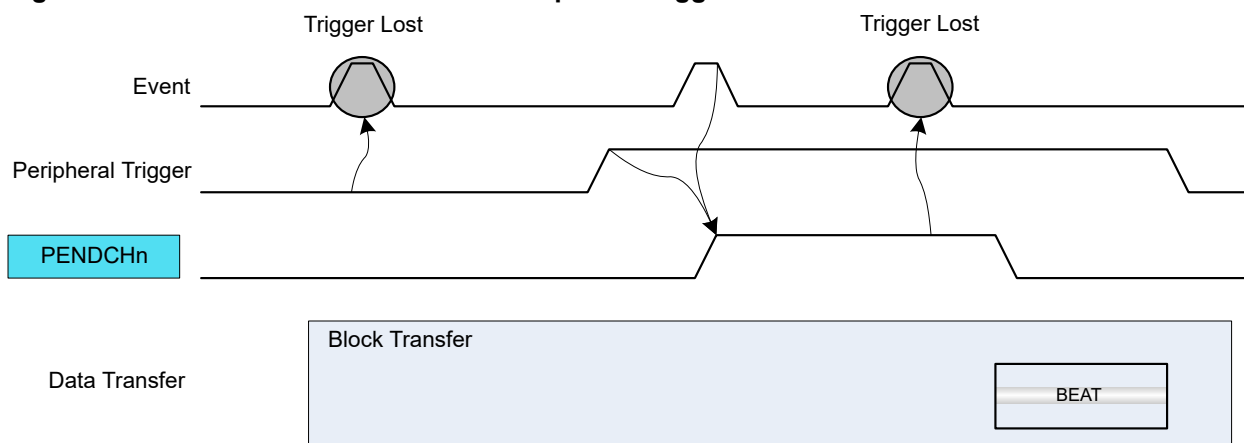 Trigger Lost
Trigger Lost
Event
Peripheral Trigger
PENDCHn
Block Transfer
Data Transfer
BEAT